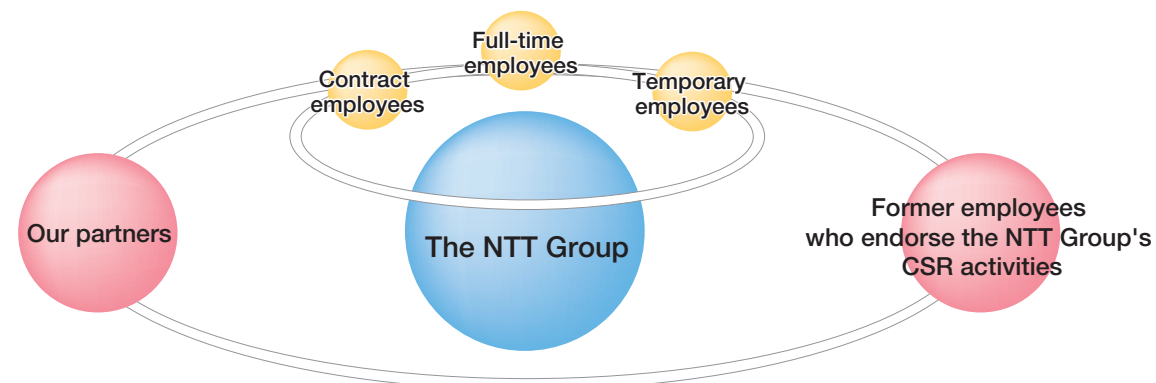 Full-time
employees
Contract
employees
Temporary
employees
Our partners
The NTT Group
Former employees
who endorse the NTT Group's
CSR activities